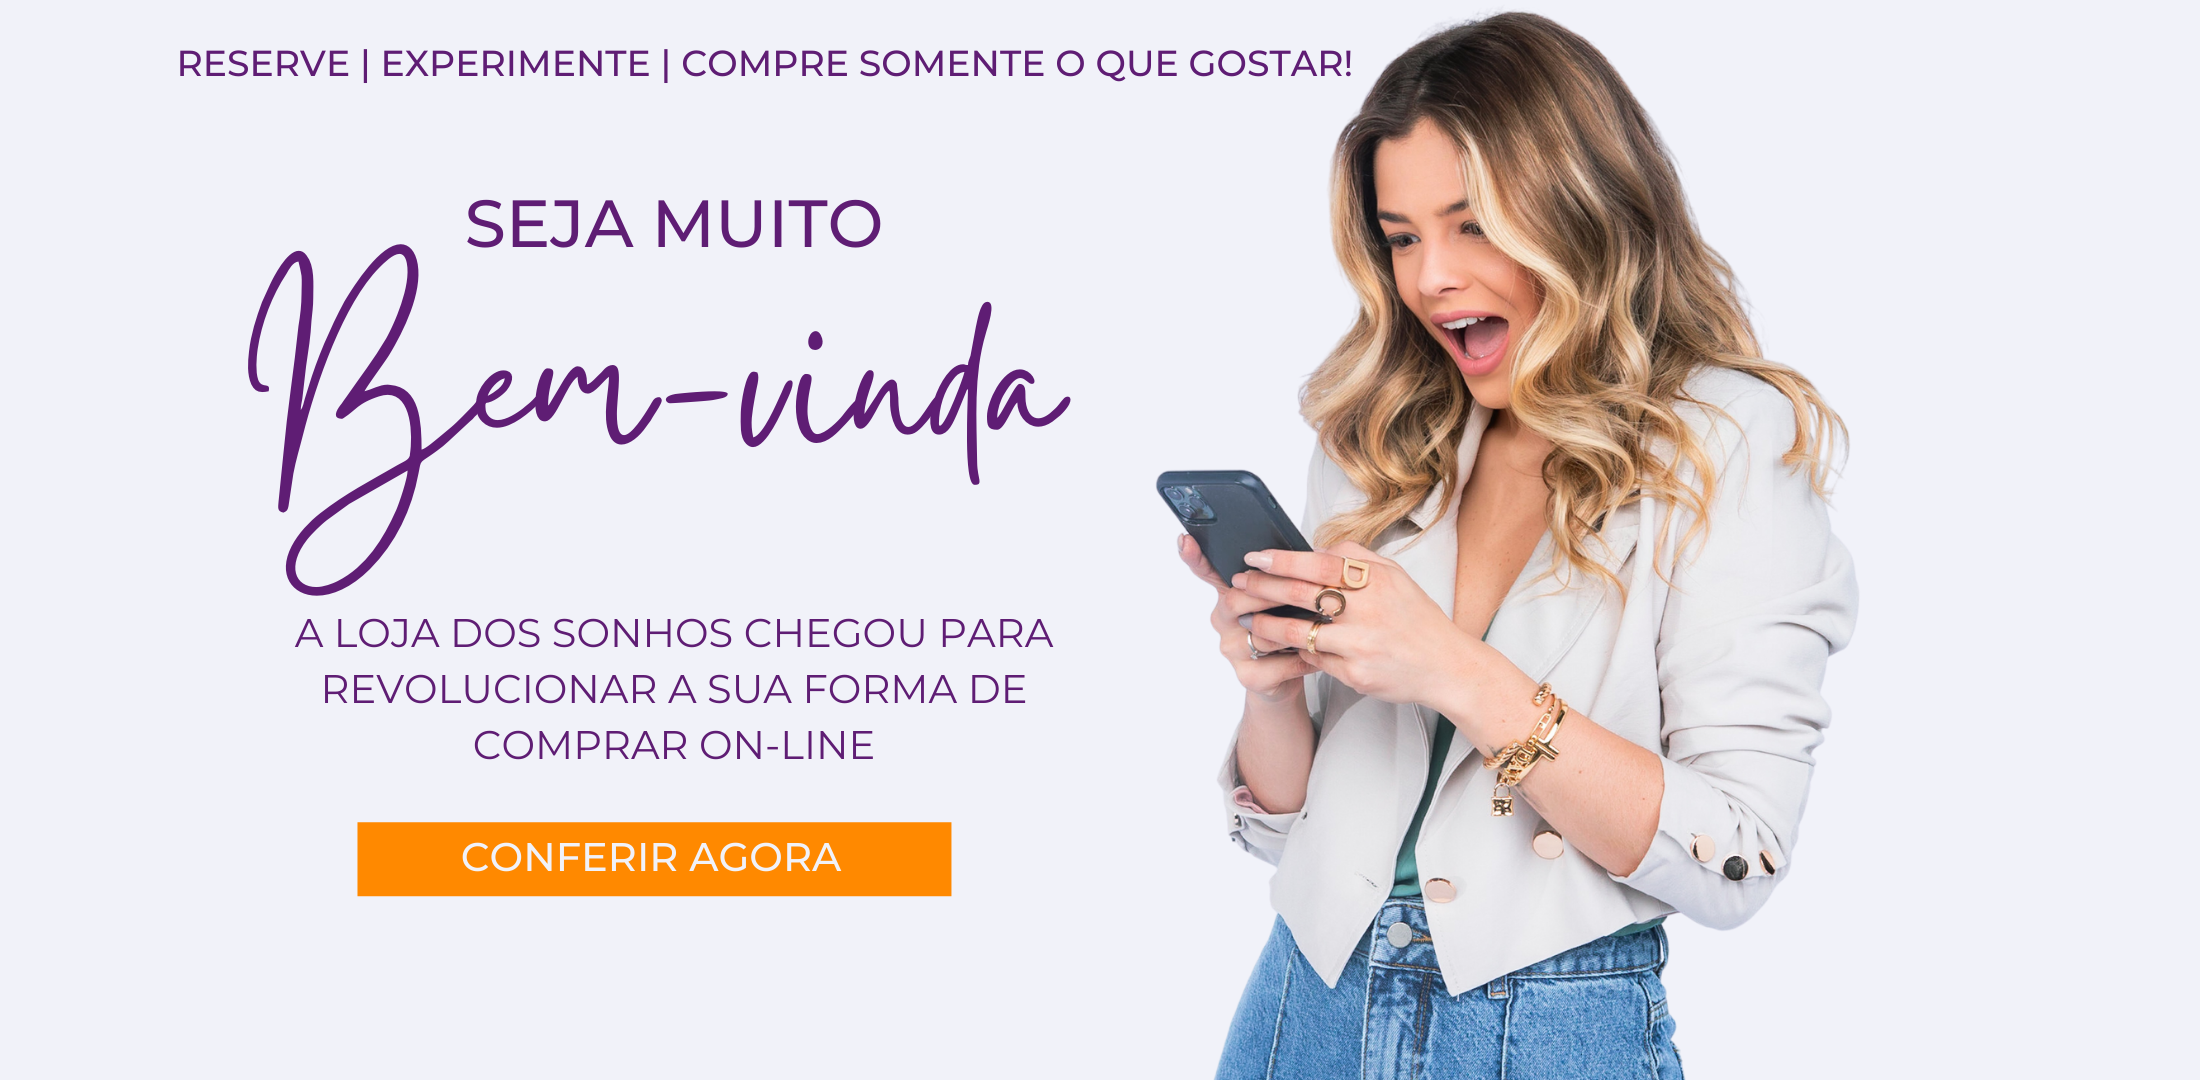 RESERVE | EXPERIMENTE | COMPRE SOMENTE O QUE GOSTAR!
SEJA MUITO
Bem-vinda
A LOJA DOS SONHOS CHEGOU PARA
REVOLUCIONAR A SUA FORMA DE
COMPRAR ON-LINE
CONFERIR AGORA